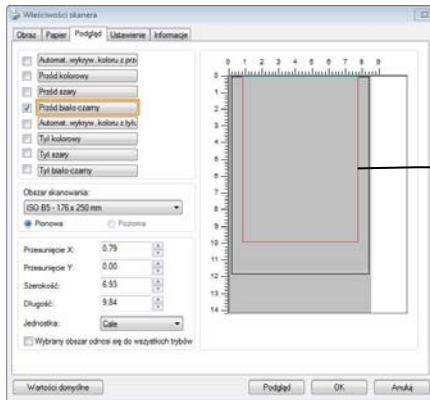 Właściwości skanera
Obraz Papier Podgląd Ustawienie Informacje
Automat. wykryw. koloru z prz
Przód kolorowy
Przód szary
Przód biało-czarny
Automat. wykryw. koloru z tyłu
Tył kolorowy
Tył szary
Tył biało-czarny
Obszar skanowania:
ISO B5 - 176 x 250 mm
Pionowa Pozioma
Przesunięcie X: 0.79
Przesunięcie Y: 0.00
Szerokość: 6.93
Długość: 9.84
Jednostka: Cale
Wybrany obszar odnosi się do wszystkich trybów
0 1 2 3 4 5 6 7 8 9
0
1
2
3
4
5
6
7
8
9
10
11
12
13
14
Wartości domyślne Podgląd OK Anuluj